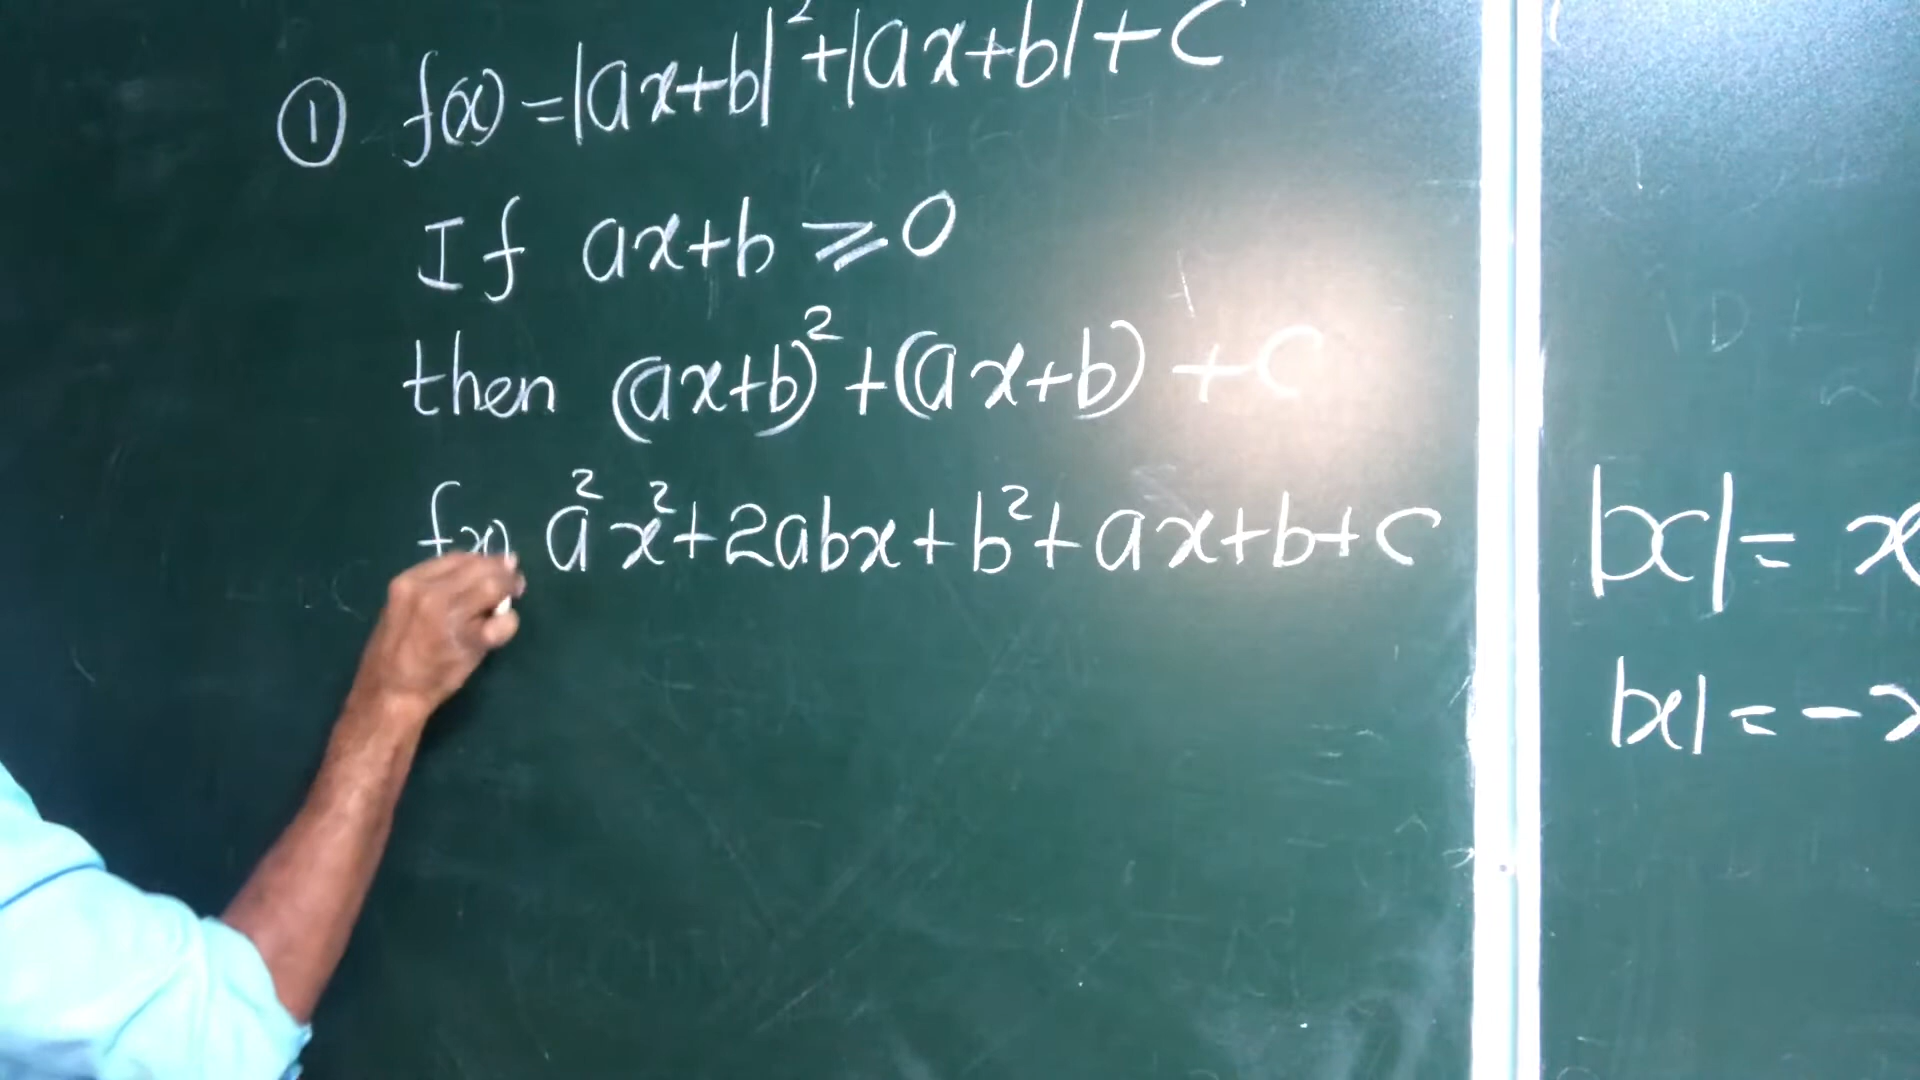 ① f(x) = |ax+b|²+|ax+b|+c
If ax+b ⩾ 0
then (ax+b)²+(ax+b)+c
f(x) a²x²+2abx+b²+ax+b+c
|x| = x
|x| = -x